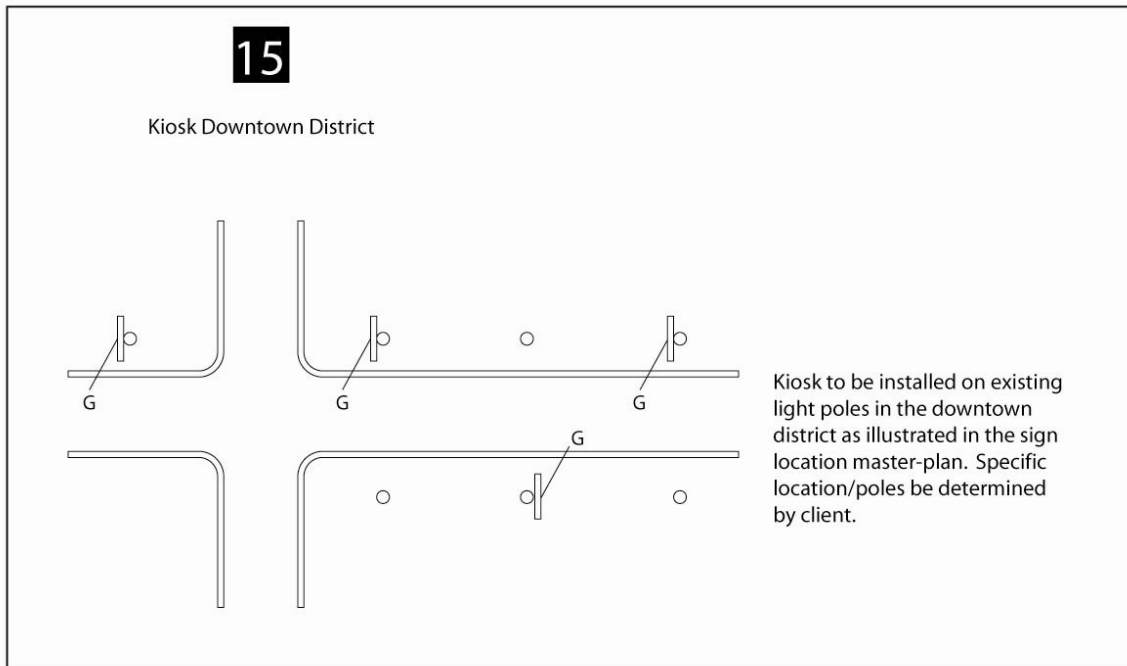 15
Kiosk Downtown District
G
G
G
G
Kiosk to be installed on existing
light poles in the downtown
district as illustrated in the sign
location master-plan.  Specific
location/poles be determined
by client.